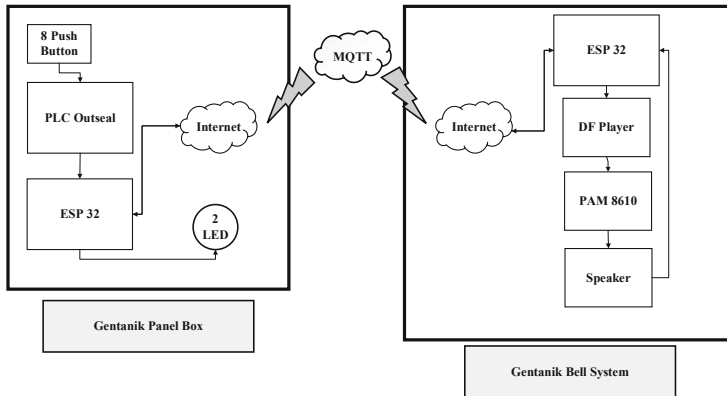 8 Push
Button
PLC Outseal
ESP 32
Internet
2
LED
Gentanik Panel Box
MQTT
ESP 32
Internet
DF Player
PAM 8610
Speaker
Gentanik Bell System